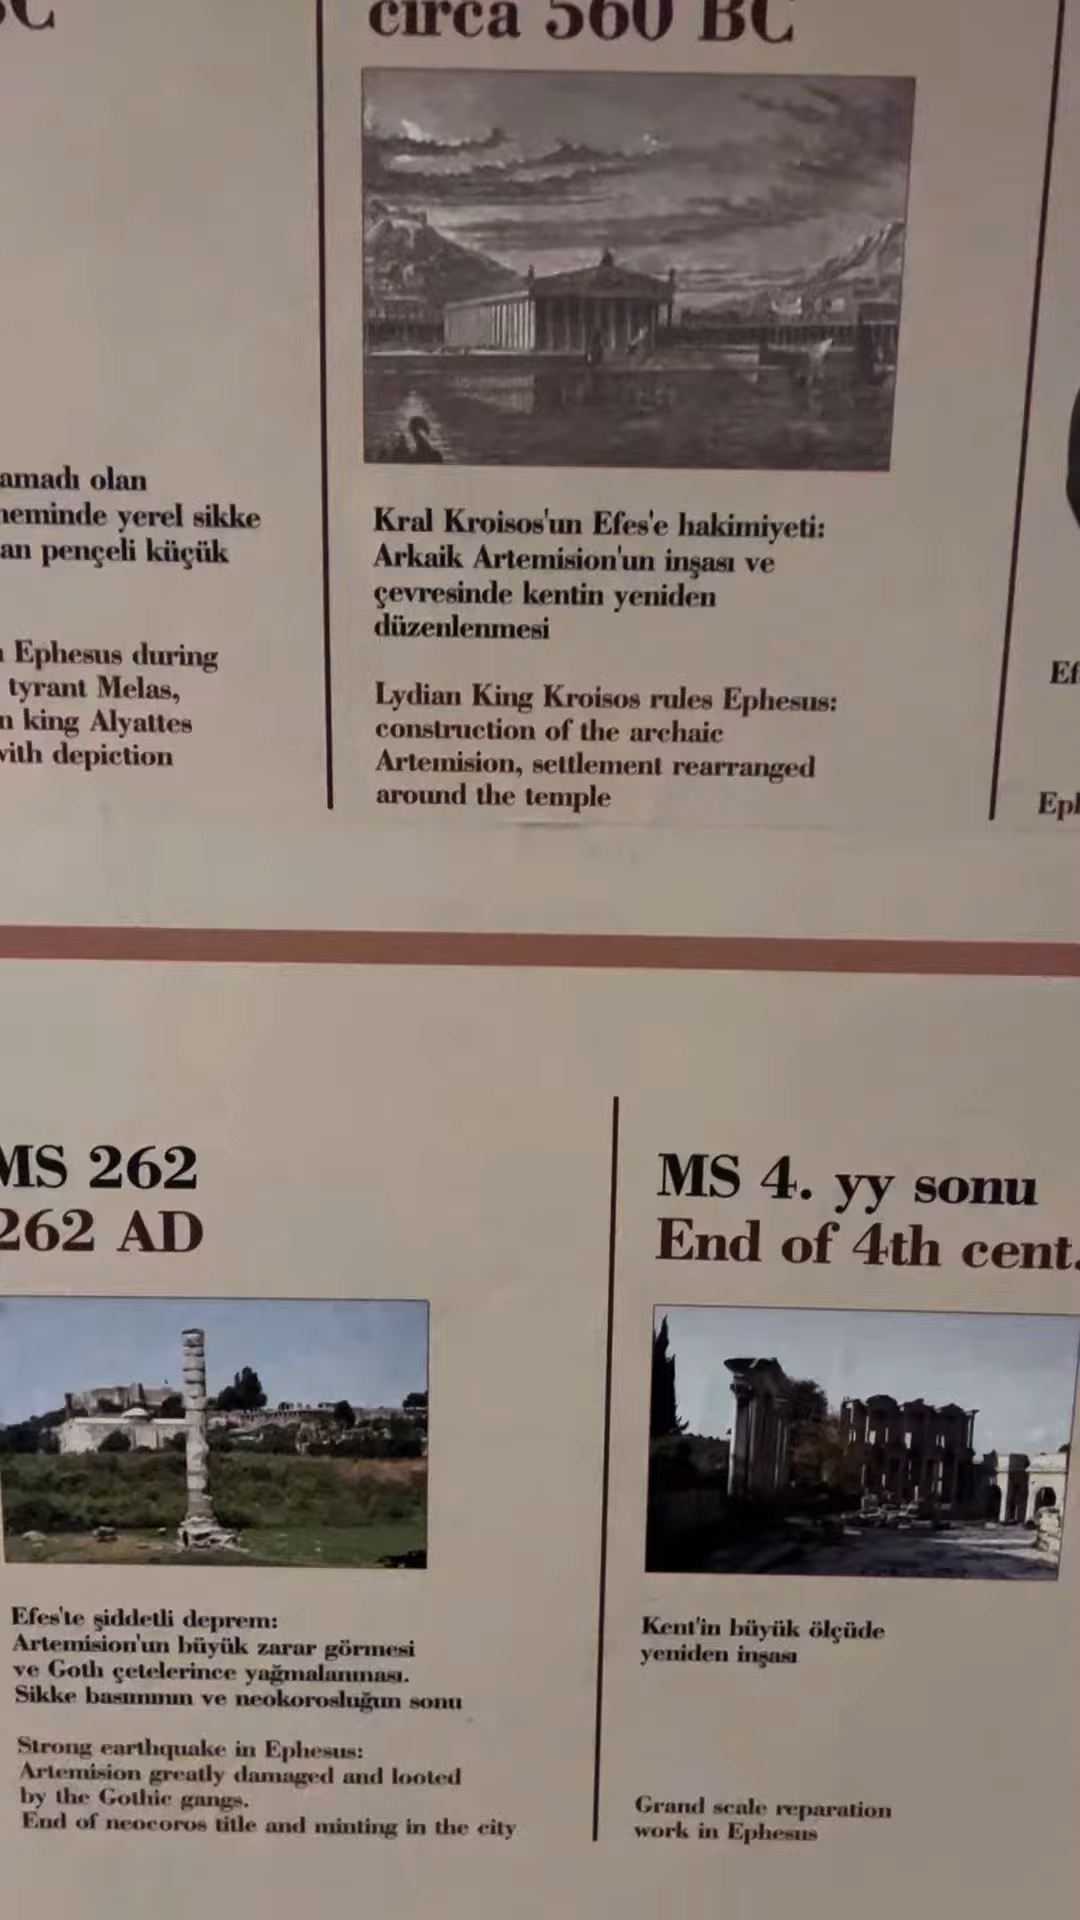 circa 560 BC
amadı olan
neminde yerel sikke
an pençeli küçük
Ephesus during
tyrant Melas,
king Alyattes
with depiction
Kral Kroisos'un Efes'e hakimiyeti:
Arkaik Artemision'un inşası ve
çevresinde kentin yeniden
düzenlenmesi
Lydian King Kroisos rules Ephesus:
construction of the archaic
Artemision, settlement rearranged
around the temple
Ef
Eph
MS 262
262 AD
Efes'te şiddetli deprem:
Artemision'un büyük zarar görmesi
ve Goth çetelerince yağmalanması.
Sikke basımının ve neokorosluğun sonu
Strong earthquake in Ephesus:
Artemision greatly damaged and looted
by the Gothic gangs.
End of neocoros title and minting in the city
MS 4. yy sonu
End of 4th cent.
Kent'in büyük ölçüde
yeniden inşası
Grand scale reparation
work in Ephesus